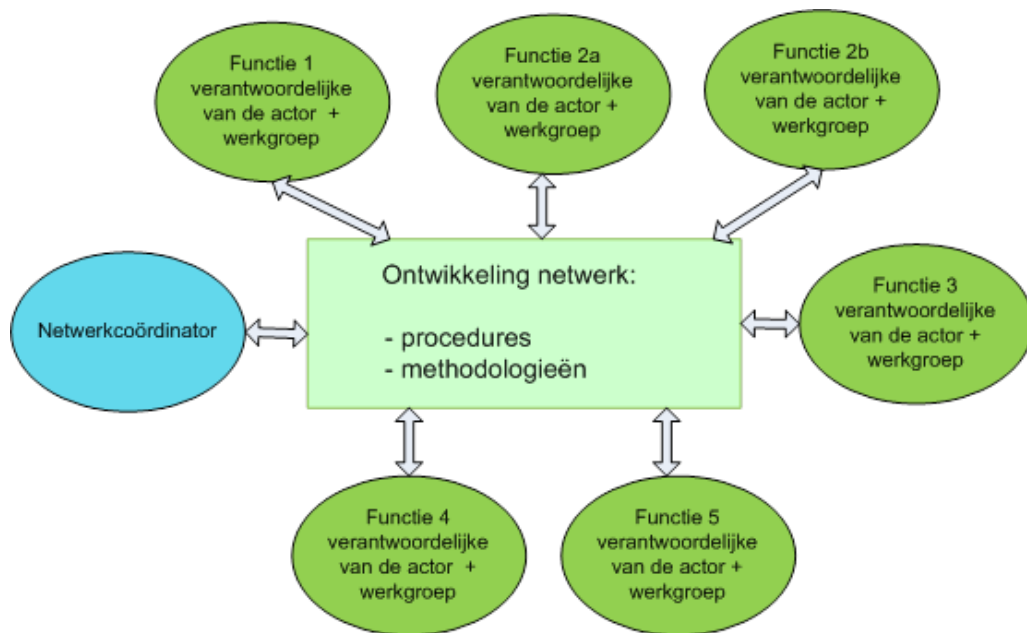 Functie 1
verantwoordelijke
van de actor +
werkgroep
Functie 2a
verantwoordelijke
van de actor +
werkgroep
Functie 2b
verantwoordelijke
van de actor +
werkgroep
Netwerkcoördinator
Ontwikkeling netwerk:
- procedures
- methodologieën
Functie 3
verantwoordelijke
van de actor +
werkgroep
Functie 4
verantwoordelijke
van de actor +
werkgroep
Functie 5
verantwoordelijke
van de actor +
werkgroep